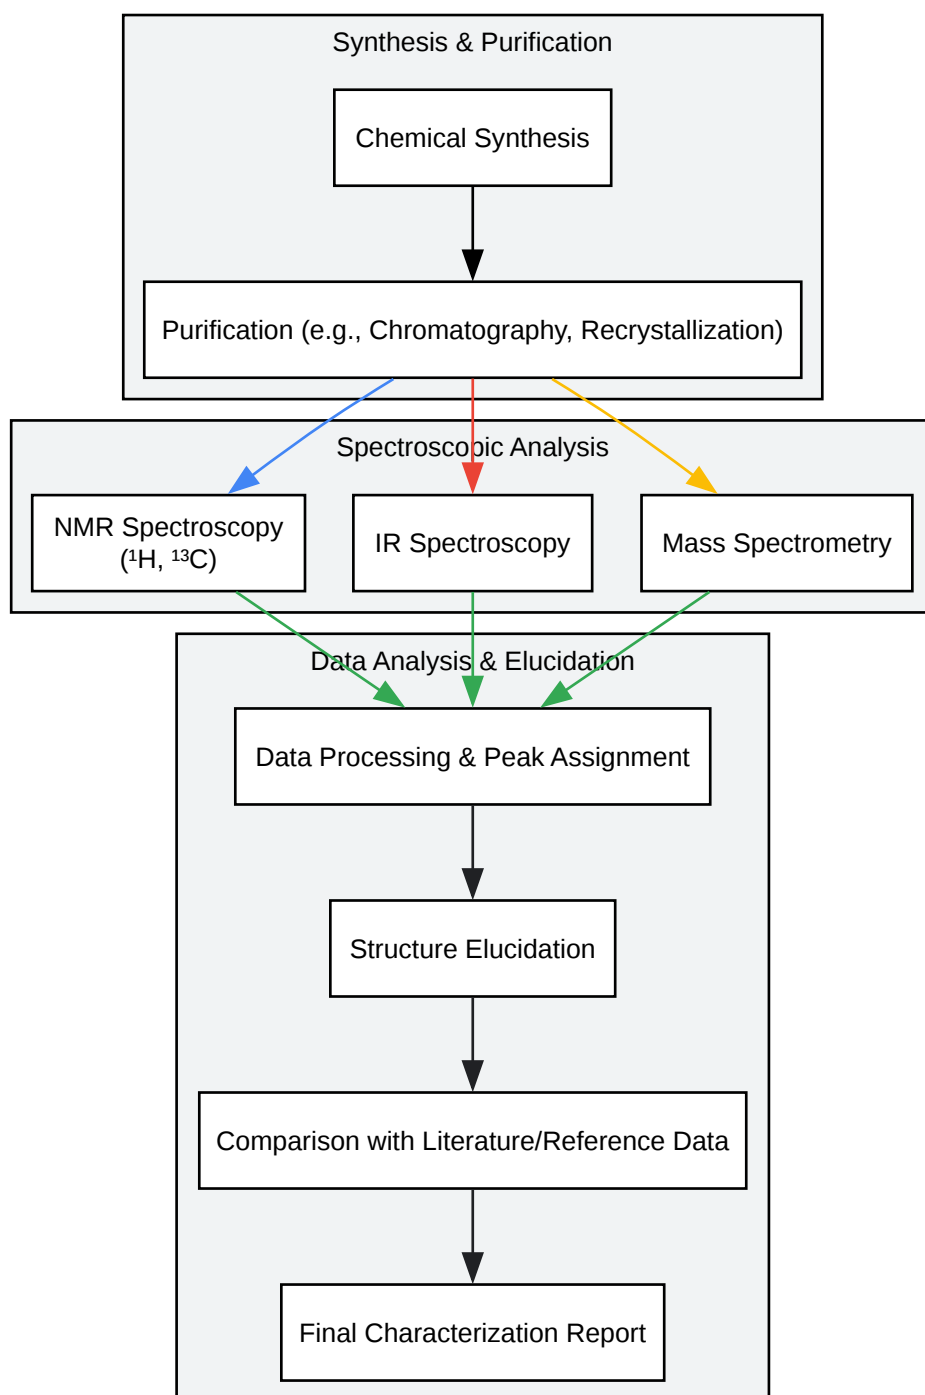 Synthesis & Purification
Chemical Synthesis
Purification (e.g., Chromatography, Recrystallization)
Spectroscopic Analysis
NMR Spectroscopy
(¹H, ¹³C)
IR Spectroscopy
Mass Spectrometry
Data Analysis & Elucidation
Data Processing & Peak Assignment
Structure Elucidation
Comparison with Literature/Reference Data
Final Characterization Report